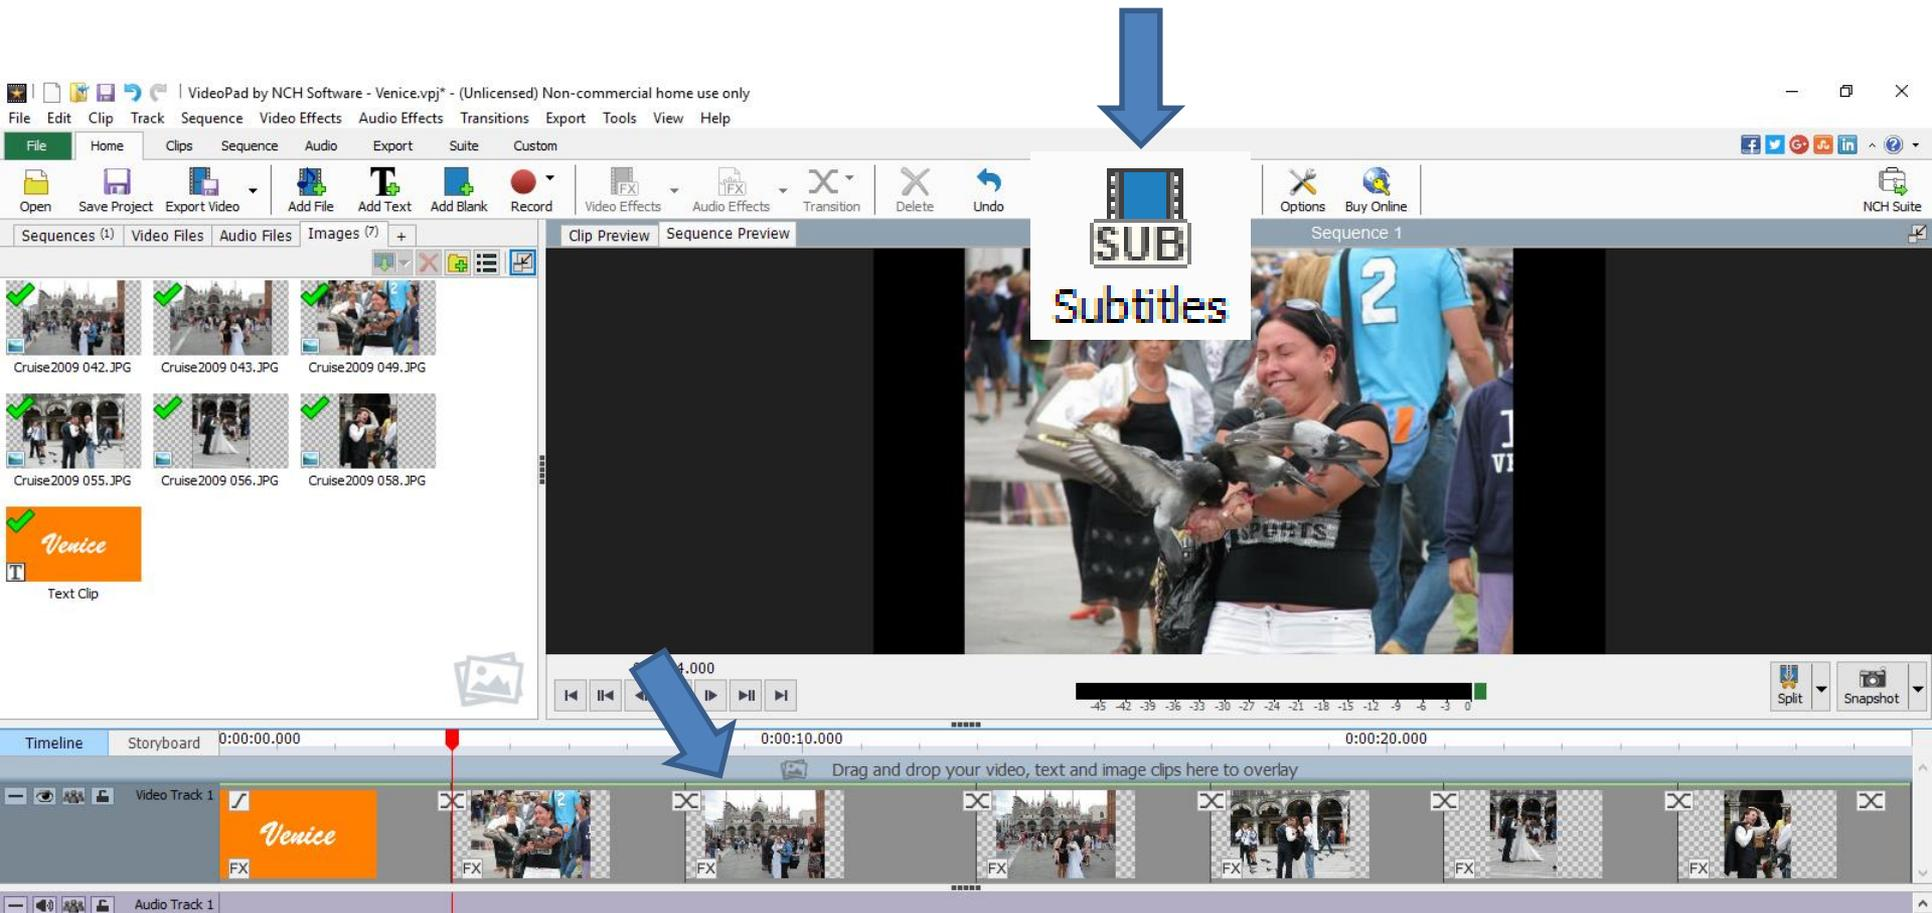 VideoPad by NCH Software - Venice.vpj* - (Unlicensed) Non-commercial home use only
File Edit Clip Track Sequence Video Effects Audio Effects Transitions Export Tools View Help
File Home Clips Sequence Audio Export Suite Custom
Open Save Project Export Video Add File Add Text Add Blank Record Video Effects Audio Effects Transition Delete Undo Options Buy Online NCH Suite
SUB
Subtitles
Sequences (1) Video Files Audio Files Images (7) +
Clip Preview Sequence Preview Sequence 1
Cruise2009 042.JPG Cruise2009 043.JPG Cruise2009 049.JPG
Cruise2009 055.JPG Cruise2009 056.JPG Cruise2009 058.JPG
Venice
Text Clip
2
SPORTS
4.000
-45 -42 -39 -36 -33 -30 -27 -24 -21 -18 -15 -12 -9 -6 -3 0
Split Snapshot
Timeline Storyboard 0:00:00.000 0:00:10.000 0:00:20.000
Drag and drop your video, text and image clips here to overlay
Video Track 1
Venice
FX FX FX FX FX FX FX
Audio Track 1